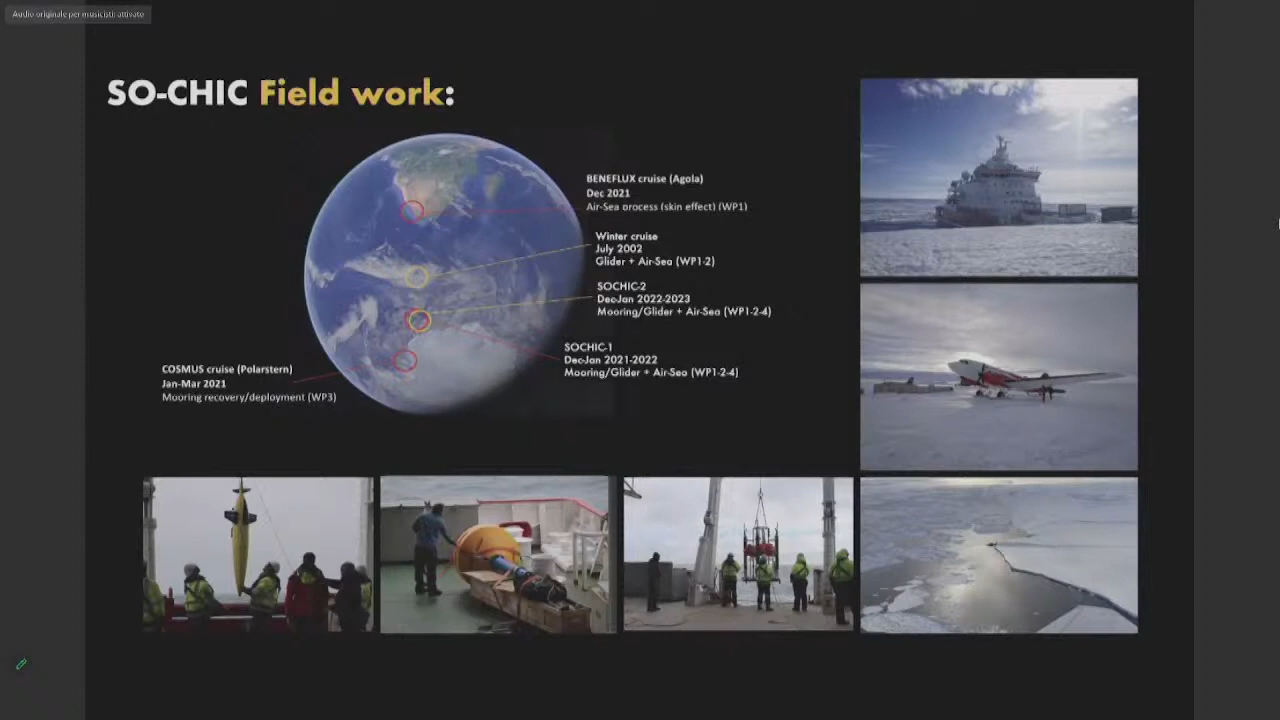 Audio originale per musicisti: attivato
SO-CHIC Field work:
BENEFLUX cruise (Agola)
Dec 2021
Air-Sea process (skin effect) (WP1)
Winter cruise
July 2002
Glider + Air-Sea (WP1-2)
SOCHIC-2
Dec-Jan 2022-2023
Mooring/Glider + Air-Sea (WP1-2-4)
SOCHIC-1
Dec-Jan 2021-2022
Mooring/Glider + Air-Sea (WP1-2-4)
COSMUS cruise (Polarstern)
Jan-Mar 2021
Mooring recovery/deployment (WP3)